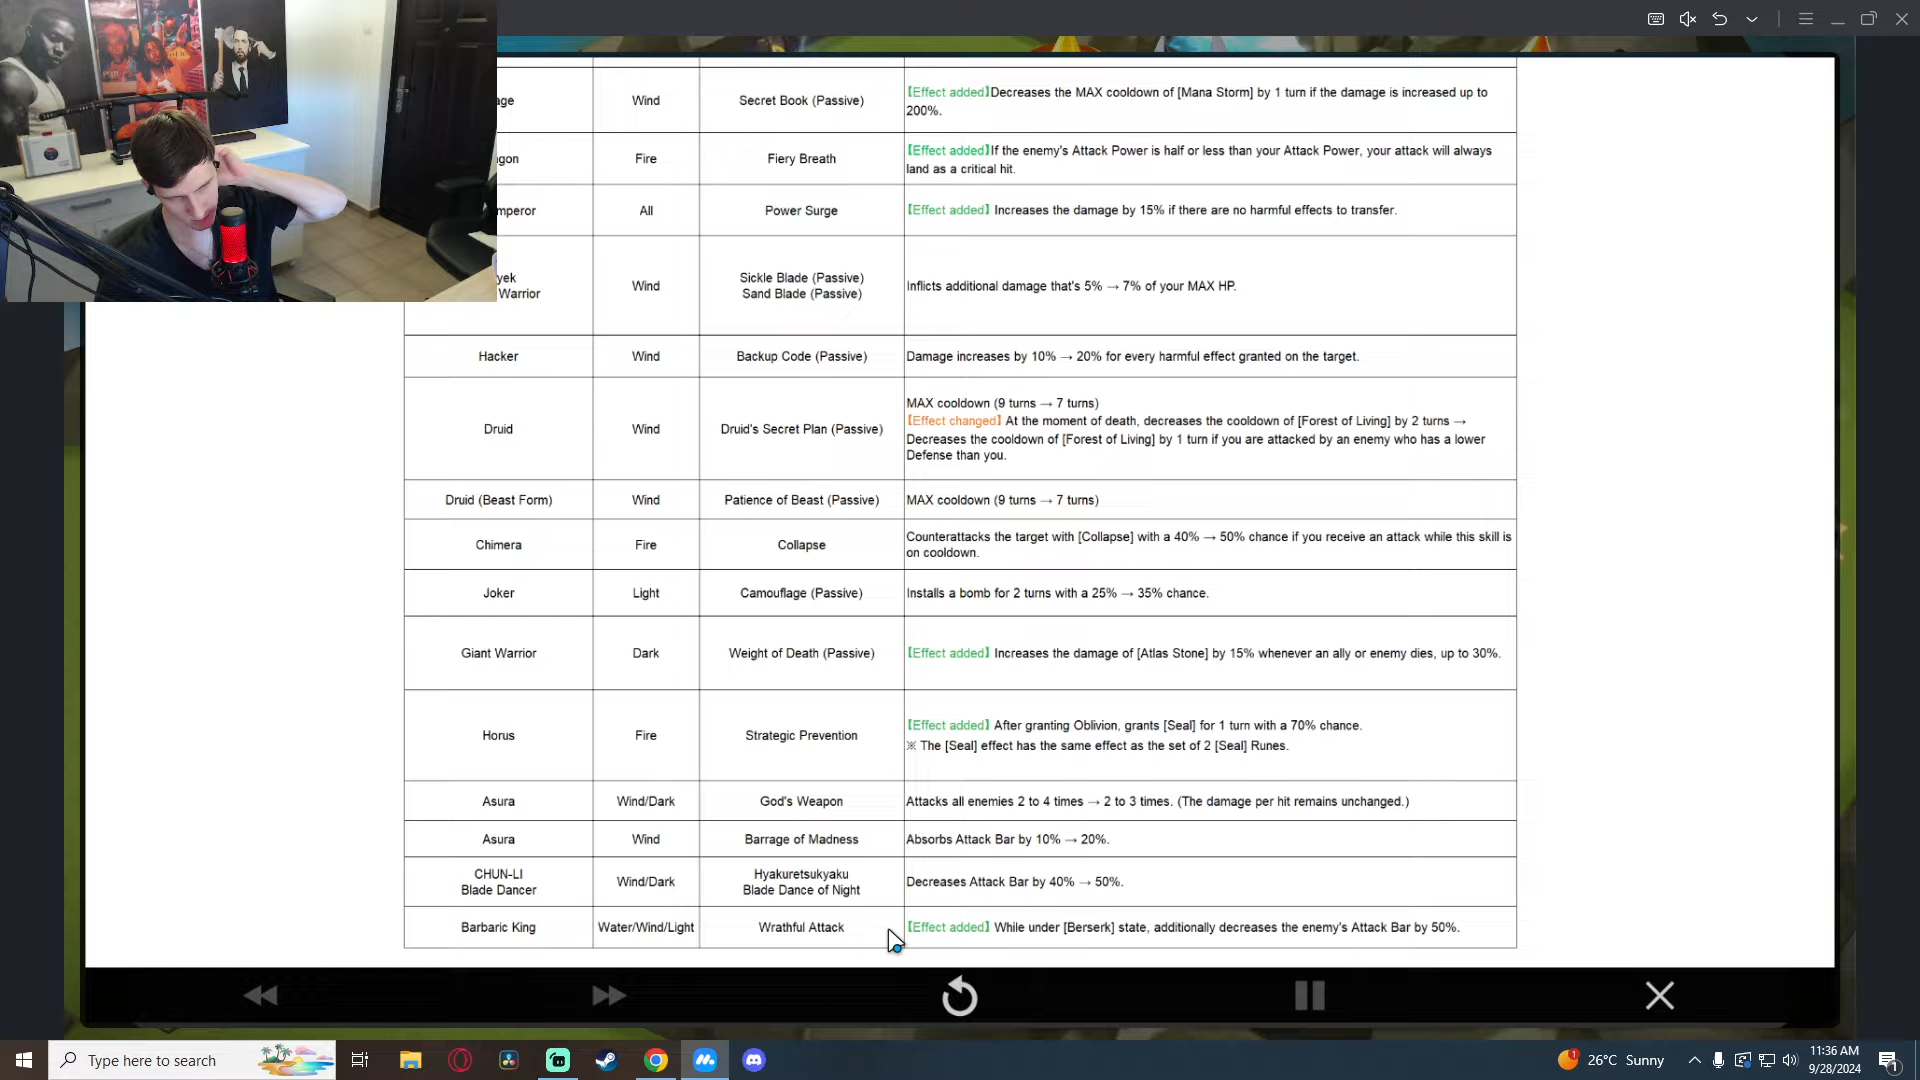 age
Wind
Secret Book (Passive)
【Effect added】Decreases the MAX cooldown of [Mana Storm] by 1 turn if the damage is increased up to
200%.
gon
Fire
Fiery Breath
【Effect added】If the enemy's Attack Power is half or less than your Attack Power, your attack will always
land as a critical hit.
mperor
All
Power Surge
【Effect added】 Increases the damage by 15% if there are no harmful effects to transfer.
yek
Warrior
Wind
Sickle Blade (Passive)
Sand Blade (Passive)
Inflicts additional damage that's 5% → 7% of your MAX HP.
Hacker
Wind
Backup Code (Passive)
Damage increases by 10% → 20% for every harmful effect granted on the target.
Druid
Wind
Druid's Secret Plan (Passive)
MAX cooldown (9 turns → 7 turns)
【Effect changed】 At the moment of death, decreases the cooldown of [Forest of Living] by 2 turns →
Decreases the cooldown of [Forest of Living] by 1 turn if you are attacked by an enemy who has a lower
Defense than you.
Druid (Beast Form)
Wind
Patience of Beast (Passive)
MAX cooldown (9 turns → 7 turns)
Chimera
Fire
Collapse
Counterattacks the target with [Collapse] with a 40% → 50% chance if you receive an attack while this skill is
on cooldown.
Joker
Light
Camouflage (Passive)
Installs a bomb for 2 turns with a 25% → 35% chance.
Giant Warrior
Dark
Weight of Death (Passive)
【Effect added】 Increases the damage of [Atlas Stone] by 15% whenever an ally or enemy dies, up to 30%.
Horus
Fire
Strategic Prevention
【Effect added】 After granting Oblivion, grants [Seal] for 1 turn with a 70% chance.
※ The [Seal] effect has the same effect as the set of 2 [Seal] Runes.
Asura
Wind/Dark
God's Weapon
Attacks all enemies 2 to 4 times → 2 to 3 times. (The damage per hit remains unchanged.)
Asura
Wind
Barrage of Madness
Absorbs Attack Bar by 10% → 20%.
CHUN-LI
Blade Dancer
Wind/Dark
Hyakuretsukyaku
Blade Dance of Night
Decreases Attack Bar by 40% → 50%.
Barbaric King
Water/Wind/Light
Wrathful Attack
【Effect added】 While under [Berserk] state, additionally decreases the enemy's Attack Bar by 50%.
Type here to search
1
26°C Sunny
11:36 AM
9/28/2024
1